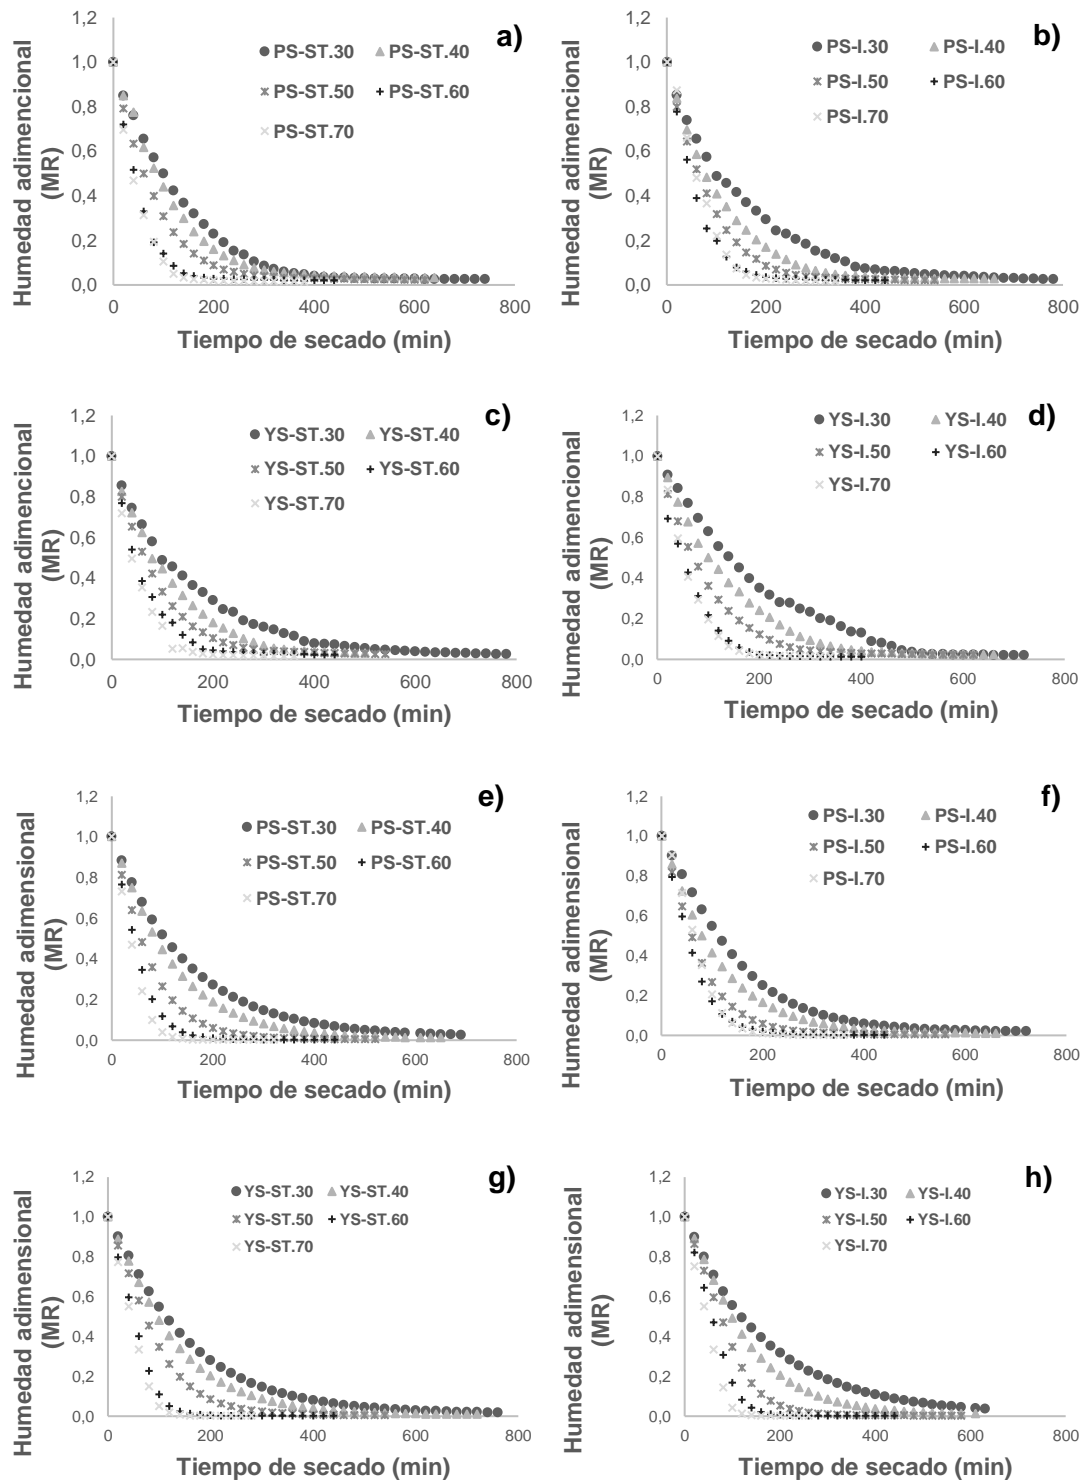 a)
PS-ST.30 PS-ST.40
PS-ST.50 PS-ST.60
PS-ST.70
Humedad adimencional
(MR)
1,2
1,0
0,8
0,6
0,4
0,2
0,0
0 200 400 600 800
Tiempo de secado (min)
b)
PS-I.30 PS-I.40
PS-I.50 PS-I.60
PS-I.70
Humedad adimencional
(MR)
1,2
1,0
0,8
0,6
0,4
0,2
0,0
0 200 400 600 800
Tiempo de secado (min)
c)
YS-ST.30 YS-ST.40
YS-ST.50 YS-ST.60
YS-ST.70
Humedad adimencional
(MR)
1,2
1,0
0,8
0,6
0,4
0,2
0,0
0 200 400 600 800
Tiempo de secado (min)
d)
YS-I.30 YS-I.40
YS-I.50 YS-I.60
YS-I.70
Humedad adimencional
(MR)
1,2
1,0
0,8
0,6
0,4
0,2
0,0
0 200 400 600 800
Tiempo de secado (min)
e)
PS-ST.30 PS-ST.40
PS-ST.50 PS-ST.60
PS-ST.70
Humedad adimensional
(MR)
1,2
1,0
0,8
0,6
0,4
0,2
0,0
0 200 400 600 800
Tiempo de secado (min)
f)
PS-I.30 PS-I.40
PS-I.50 PS-I.60
PS-I.70
Humedad adimensional
(MR)
1,2
1,0
0,8
0,6
0,4
0,2
0,0
0 200 400 600 800
Tiempo de secado (min)
g)
YS-ST.30 YS-ST.40
YS-ST.50 YS-ST.60
YS-ST.70
Humedad adimensional
(MR)
1,2
1,0
0,8
0,6
0,4
0,2
0,0
0 200 400 600 800
Tiempo de secado (min)
h)
YS-I.30 YS-I.40
YS-I.50 YS-I.60
YS-I.70
Humedad adimensional
(MR)
1,2
1,0
0,8
0,6
0,4
0,2
0,0
0 200 400 600 800
Tiempo de secado (min)